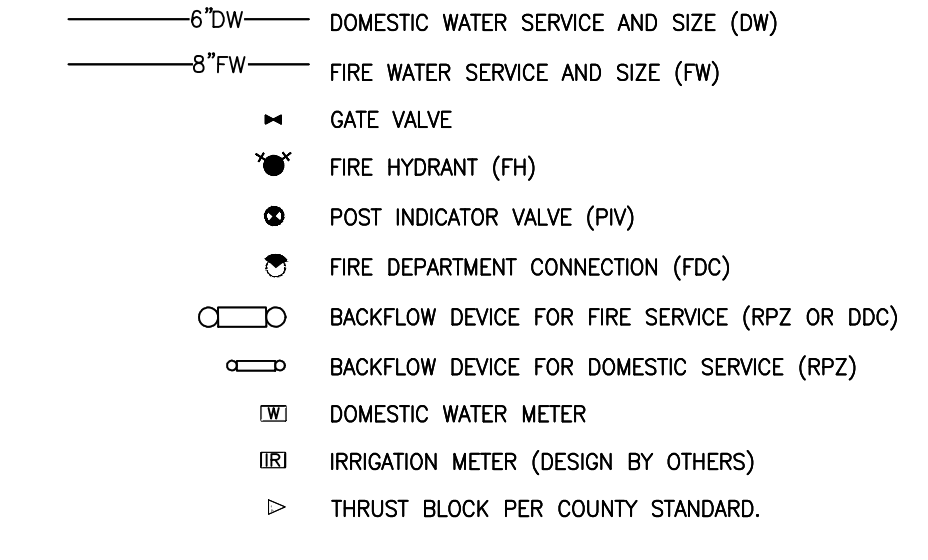 6"DW DOMESTIC WATER SERVICE AND SIZE (DW)
8"FW FIRE WATER SERVICE AND SIZE (FW)
GATE VALVE
FIRE HYDRANT (FH)
POST INDICATOR VALVE (PIV)
FIRE DEPARTMENT CONNECTION (FDC)
BACKFLOW DEVICE FOR FIRE SERVICE (RPZ OR DDC)
BACKFLOW DEVICE FOR DOMESTIC SERVICE (RPZ)
W DOMESTIC WATER METER
IR IRRIGATION METER (DESIGN BY OTHERS)
THRUST BLOCK PER COUNTY STANDARD.